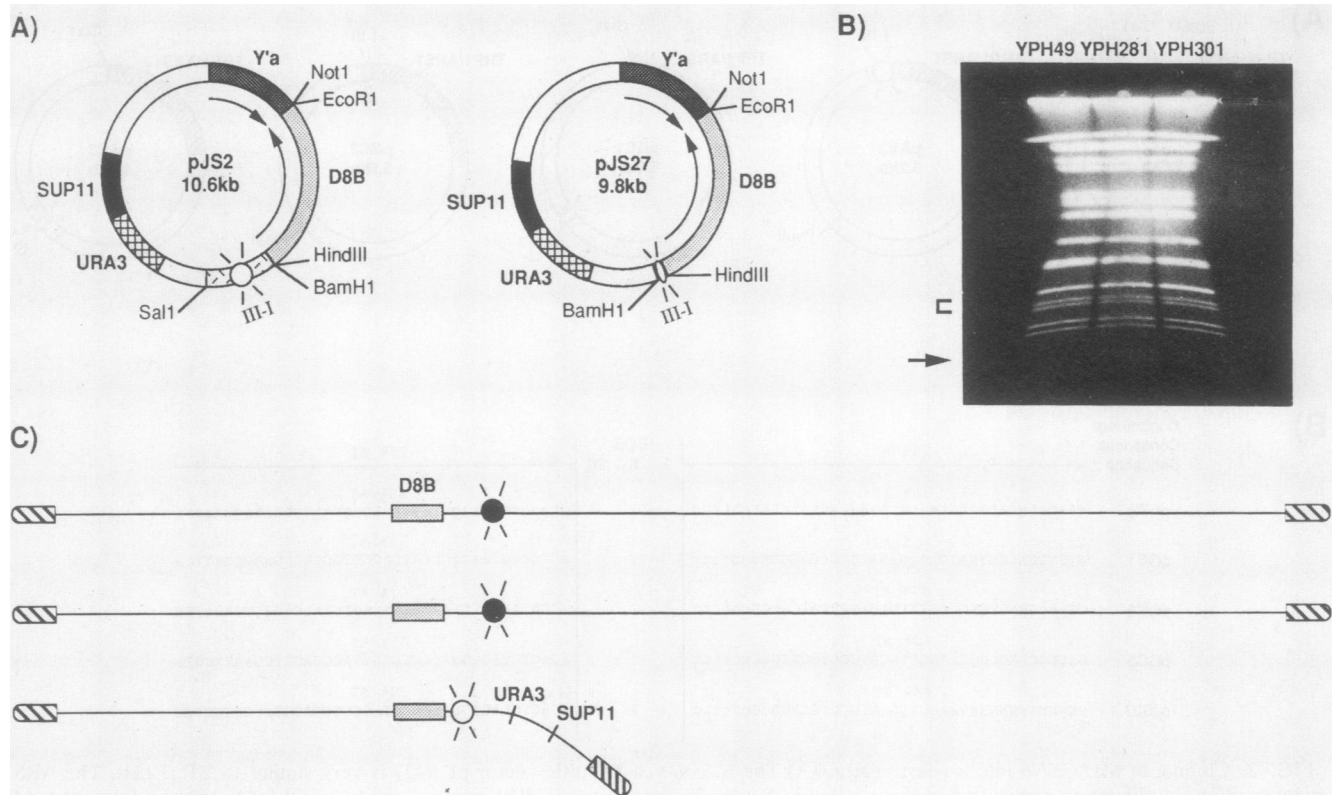 A)
Y'a
Not1
EcoR1
pJS2
10.6kb
D8B
SUP11
URA3
HindIII
BamH1
Sal1
III-I
Y'a
Not1
EcoR1
pJS27
9.8kb
D8B
SUP11
URA3
HindIII
BamH1
III-I
B)
YPH49 YPH281 YPH301
C)
D8B
URA3
SUP11